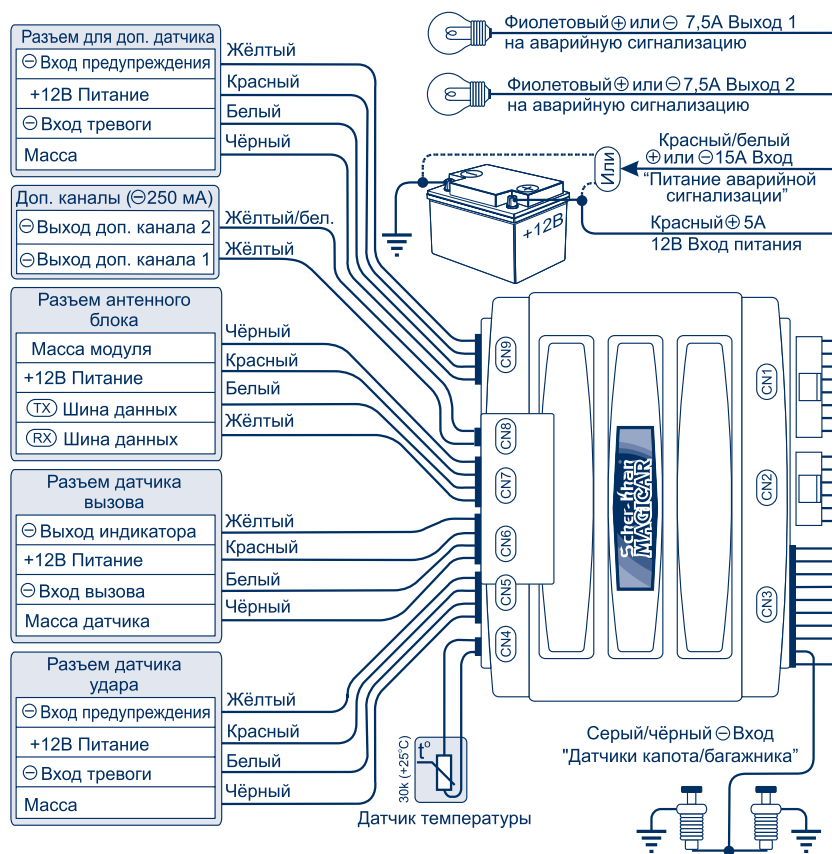 Разъем для доп. датчика
⊖ Вход предупреждения
+12В Питание
⊖ Вход тревоги
Масса
Жёлтый
Красный
Белый
Чёрный
Доп. каналы (⊖250 мА)
⊖ Выход доп. канала 2
⊖ Выход доп. канала 1
Жёлтый/бел.
Жёлтый
Разъем антенного
блока
Масса модуля
+12В Питание
TX Шина данных
RX Шина данных
Чёрный
Красный
Белый
Жёлтый
Разъем датчика
вызова
⊖ Выход индикатора
+12В Питание
⊖ Вход вызова
Масса датчика
Жёлтый
Красный
Белый
Чёрный
Разъем датчика
удара
⊖ Вход предупреждения
+12В Питание
⊖ Вход тревоги
Масса
Жёлтый
Красный
Белый
Чёрный
Фиолетовый ⊕ или ⊖ 7,5А Выход 1
на аварийную сигнализацию
Фиолетовый ⊕ или ⊖ 7,5А Выход 2
на аварийную сигнализацию
Красный/белый
⊕ или ⊖ 15А Вход
"Питание аварийной
сигнализации"
Или
Красный ⊕ 5А
12В Вход питания
+12В
CN9
CN8
CN7
CN6
CN5
CN4
CN1
CN2
CN3
Scher-Khan
MAGICAR
t°
30k (+25°C)
Датчик температуры
Серый/чёрный ⊖ Вход
"Датчики капота/багажника"